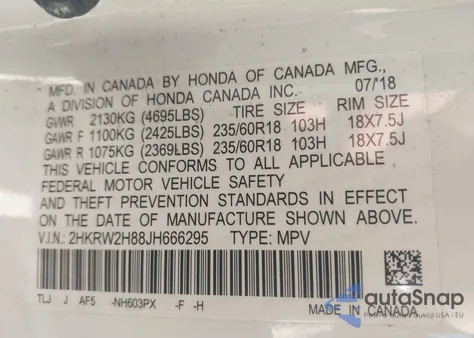 MFD. IN CANADA BY HONDA OF CANADA MFG.,
A DIVISION OF HONDA CANADA INC. 07/18
TIRE SIZE RIM SIZE
GVWR 2130KG (4695LBS)
GAWR F 1100KG (2425LBS) 235/60R18 103H 18X7.5J
GAWR R 1075KG (2369LBS) 235/60R18 103H 18X7.5J
THIS VEHICLE CONFORMS TO ALL APPLICABLE
FEDERAL MOTOR VEHICLE SAFETY
AND THEFT PREVENTION STANDARDS IN EFFECT
ON THE DATE OF MANUFACTURE SHOWN ABOVE.
V.I.N.: 2HKRW2H88JH666295 TYPE: MPV
TLJ J AF5 -NH603PX -F -H
MADE IN CANADA
autoSnap
USA - EU